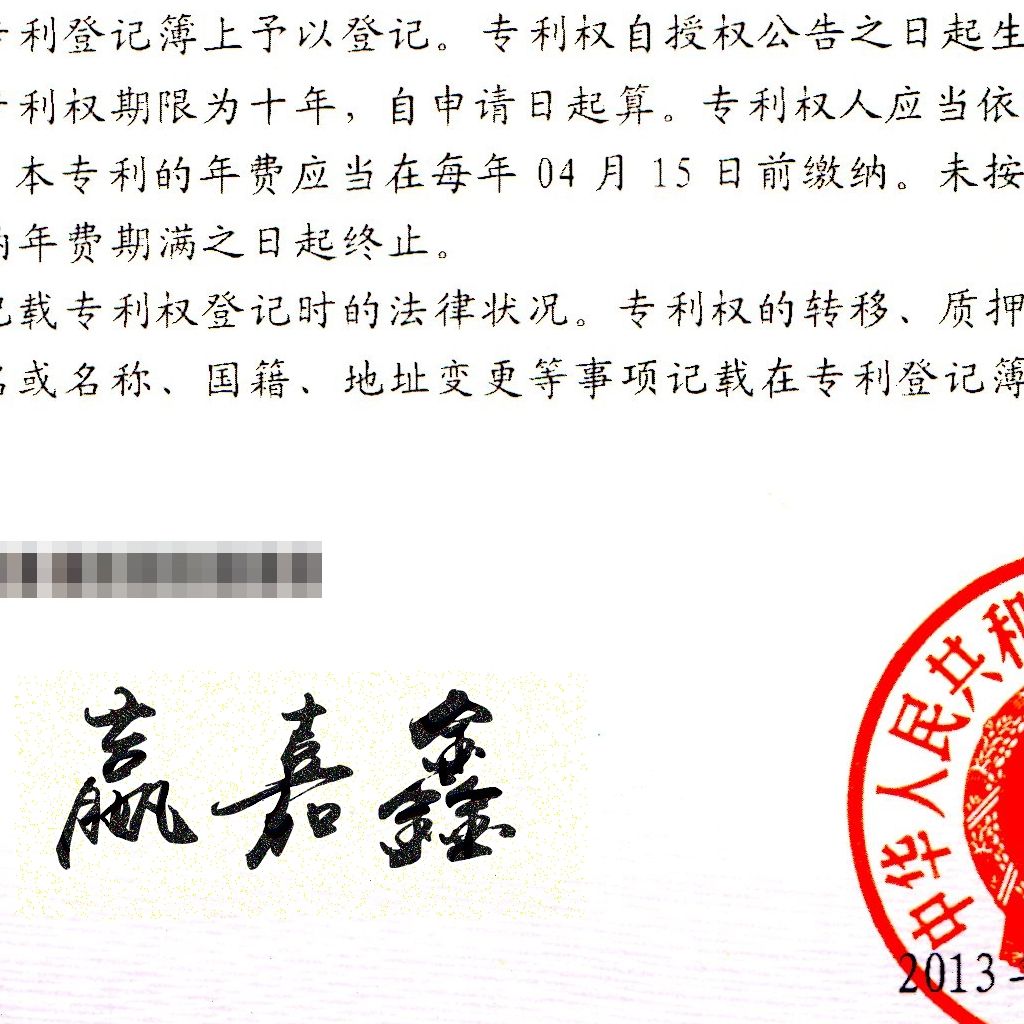 专利登记簿上予以登记。专利权自授权公告之日起生
专利权期限为十年，自申请日起算。专利权人应当依
本专利的年费应当在每年 04 月 15 日前缴纳。未按
纳年费期满之日起终止。
记载专利权登记时的法律状况。专利权的转移、质押
名或名称、国籍、地址变更等事项记载在专利登记簿
嬴嘉鑫
中华人民共和
2013